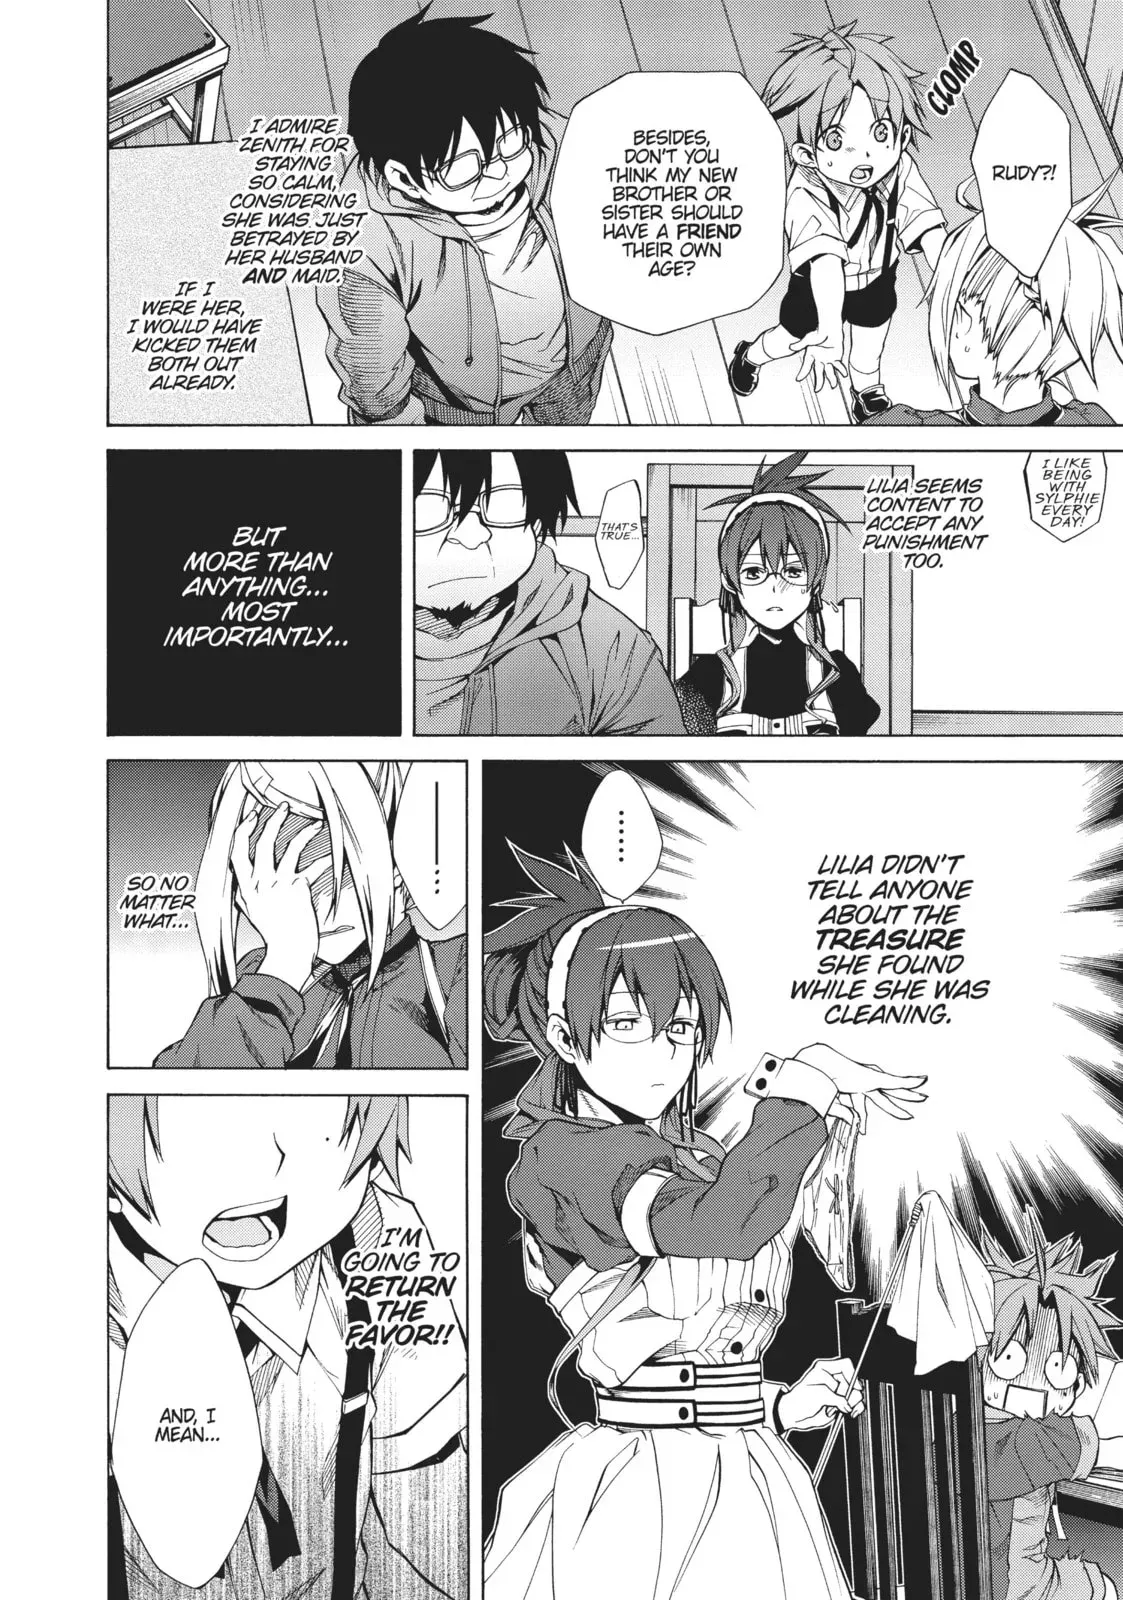 CLOMP
RUDY?!
BESIDES,
DON'T YOU
THINK MY NEW
BROTHER OR
SISTER SHOULD
HAVE A FRIEND
THEIR OWN
AGE?
I ADMIRE
ZENITH FOR
STAYING
SO CALM,
CONSIDERING
SHE WAS JUST
BETRAYED BY
HER HUSBAND
AND MAID.
IF I
WERE HER,
I WOULD HAVE
KICKED THEM
BOTH OUT
ALREADY.
I LIKE
BEING
WITH
SYLPHIE
EVERY
DAY!
LILIA SEEMS
CONTENT TO
ACCEPT ANY
PUNISHMENT
TOO.
THAT'S
TRUE...
BUT
MORE THAN
ANYTHING...
MOST
IMPORTANTLY...
LILIA DIDN'T
TELL ANYONE
ABOUT THE
TREASURE
SHE FOUND
WHILE SHE WAS
CLEANING.
......
——...
SO NO
MATTER
WHAT...
I'M
GOING TO
RETURN
THE
FAVOR!!
AND, I
MEAN...